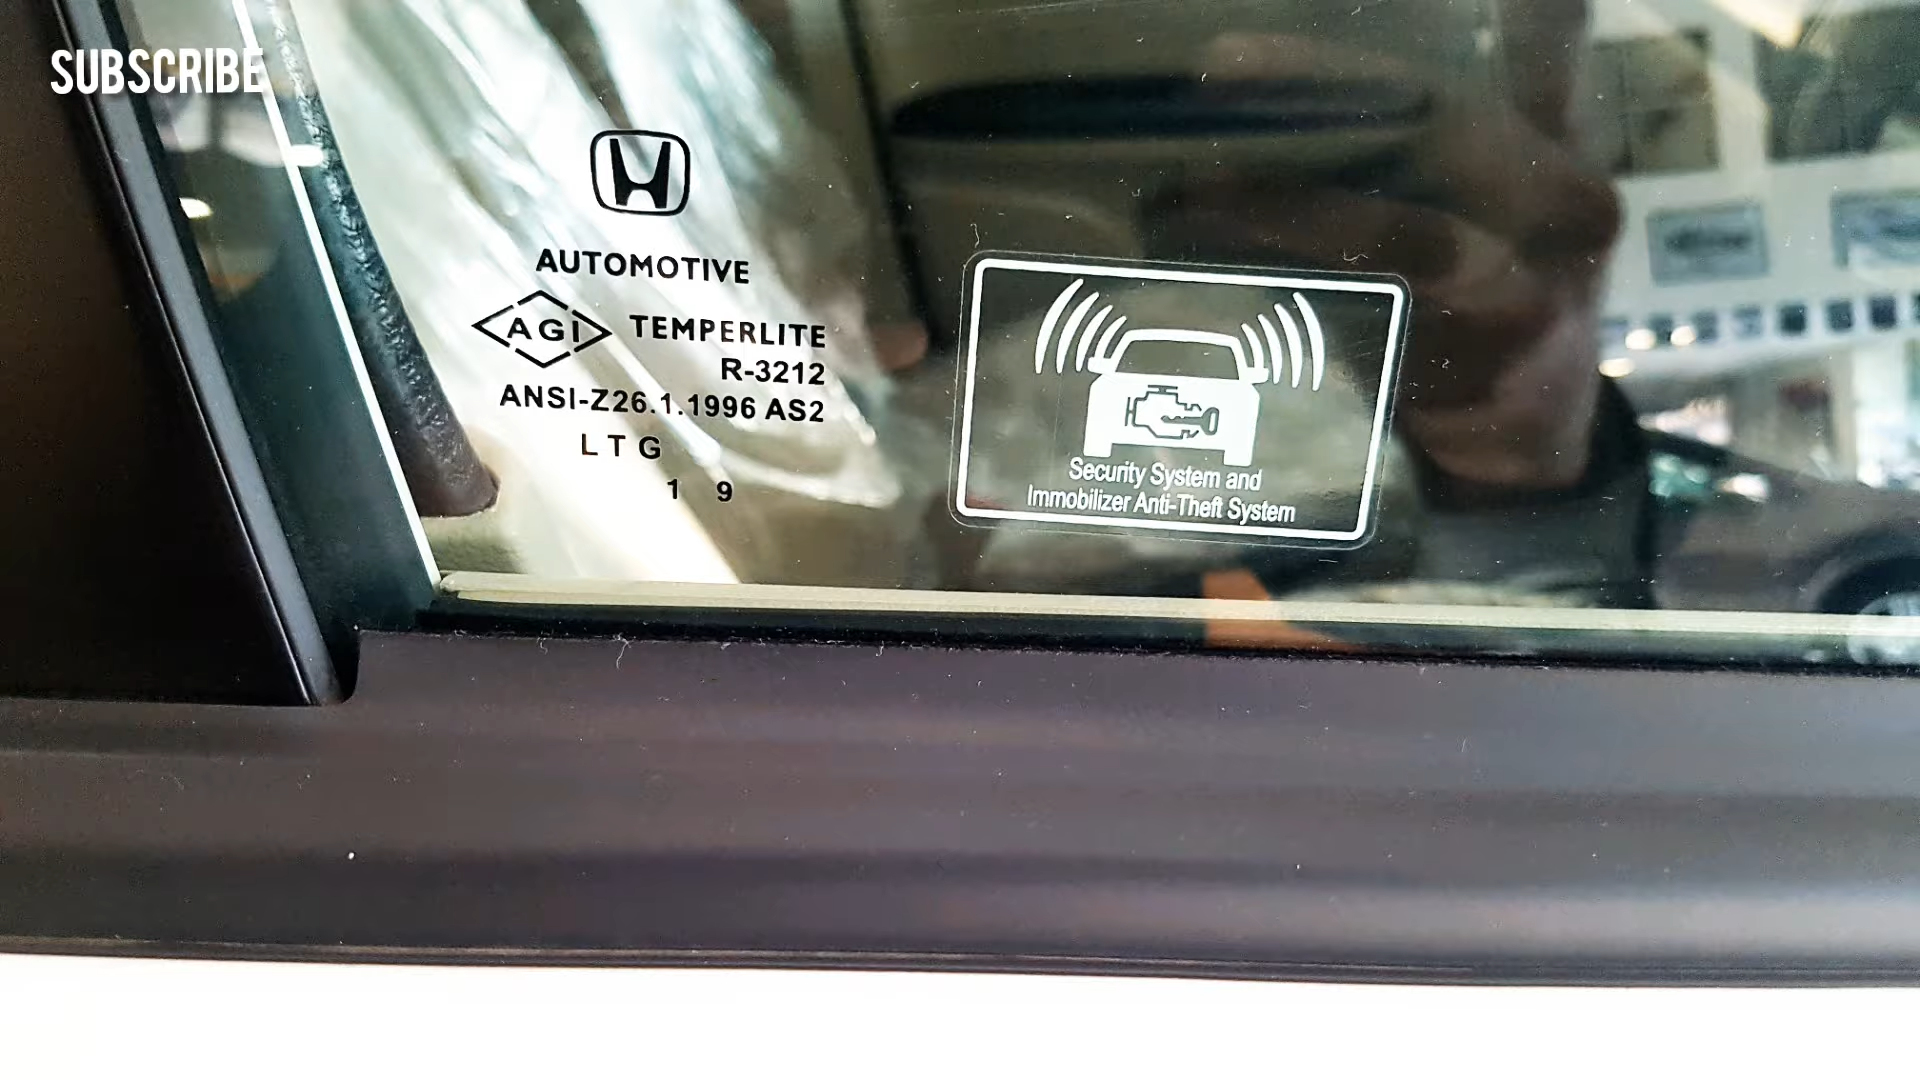 SUBSCRIBE
AUTOMOTIVE
AGI TEMPERLITE
R-3212
ANSI-Z26.1.1996 AS2
LTG
1 9
Security System and
Immobilizer Anti-Theft System